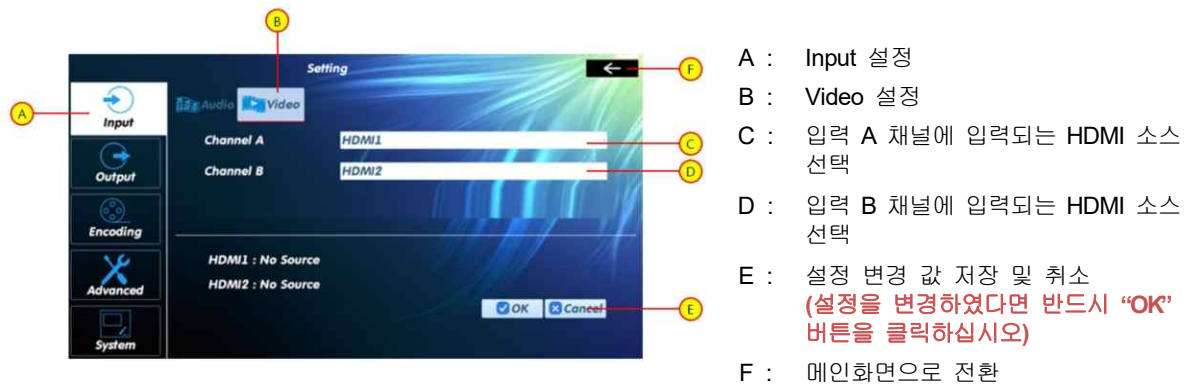 B
Setting
F
A
Input
Audio
Video
Channel A
HDMI1
C
Output
Channel B
HDMI2
D
Encoding
HDMI1 : No Source
Advanced
HDMI2 : No Source
OK
Cancel
E
System
A : Input 설정
B : Video 설정
C : 입력 A 채널에 입력되는 HDMI 소스
선택
D : 입력 B 채널에 입력되는 HDMI 소스
선택
E : 설정 변경 값 저장 및 취소
(설정을 변경하였다면 반드시 “OK”
버튼을 클릭하십시오)
F : 메인화면으로 전환